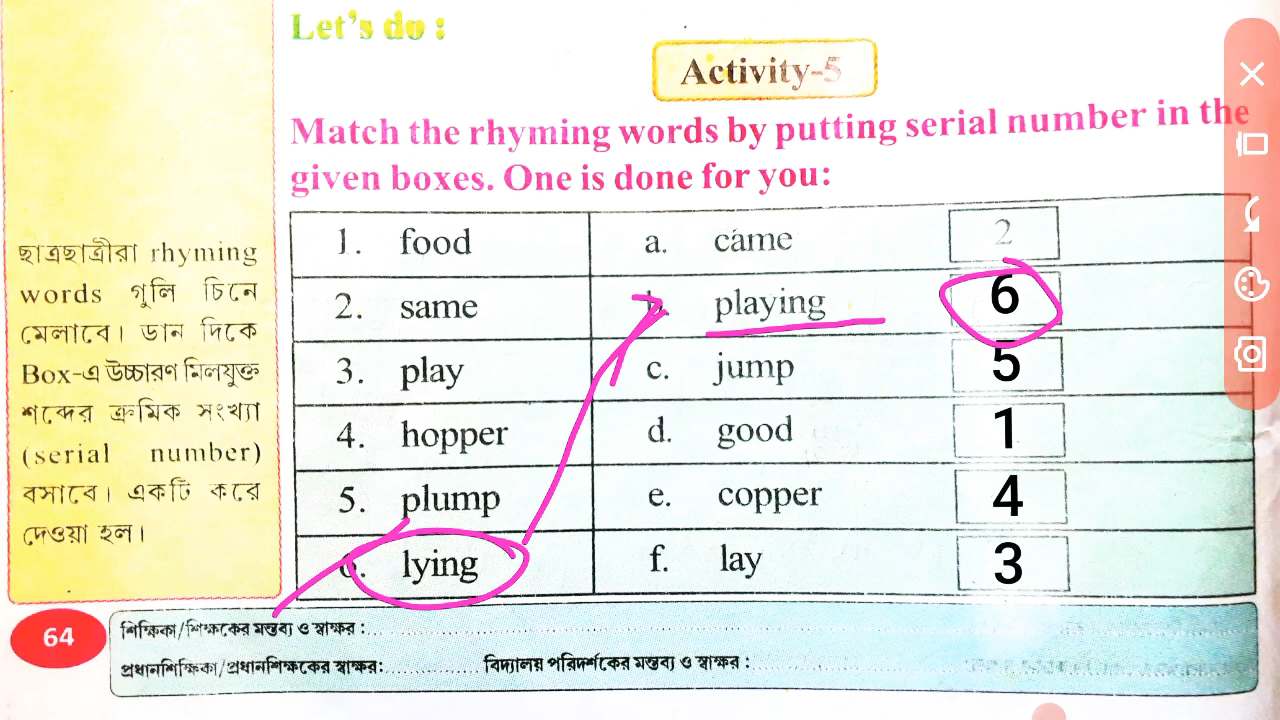 Let's do :
Activity-5
Match the rhyming words by putting serial number in the
given boxes. One is done for you:
ছাত্রছাত্রীরা rhyming
words গুলি চিনে
মেলাবে। ডান দিকে
Box-এ উচ্চারণ মিলযুক্ত
শব্দের ক্রমিক সংখ্যা
(serial number)
বসাবে। একটি করে
দেওয়া হল।
1. food a. came 2
2. same b. playing 6
3. play c. jump 5
4. hopper d. good 1
5. plump e. copper 4
6. lying f. lay 3
64
শিক্ষিকা/শিক্ষকের মন্তব্য ও স্বাক্ষর :
প্রধানশিক্ষিকা/প্রধানশিক্ষকের স্বাক্ষর: বিদ্যালয় পরিদর্শকের মন্তব্য ও স্বাক্ষর :